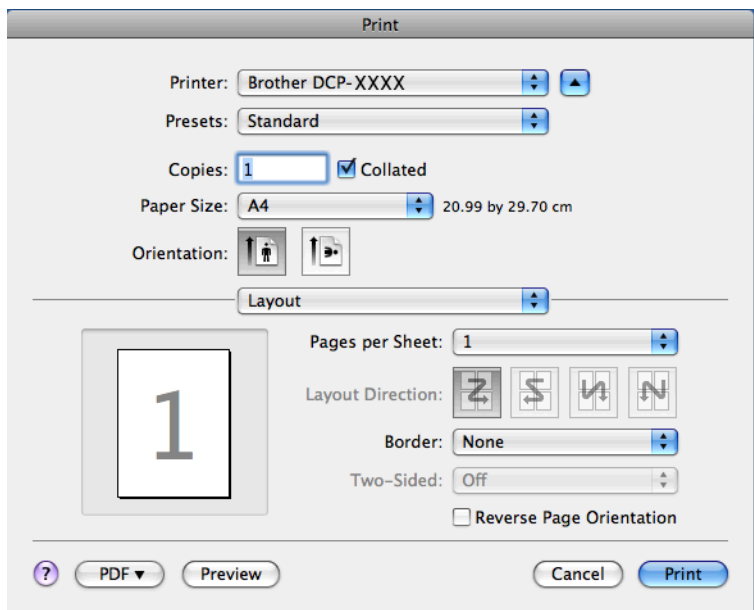 Print
Printer: Brother DCP-XXXX
Presets: Standard
Copies: 1 Collated
Paper Size: A4 20.99 by 29.70 cm
Orientation:
Layout
Pages per Sheet: 1
1
Layout Direction:
Border: None
Two-Sided: Off
Reverse Page Orientation
? PDF▼ Preview Cancel Print